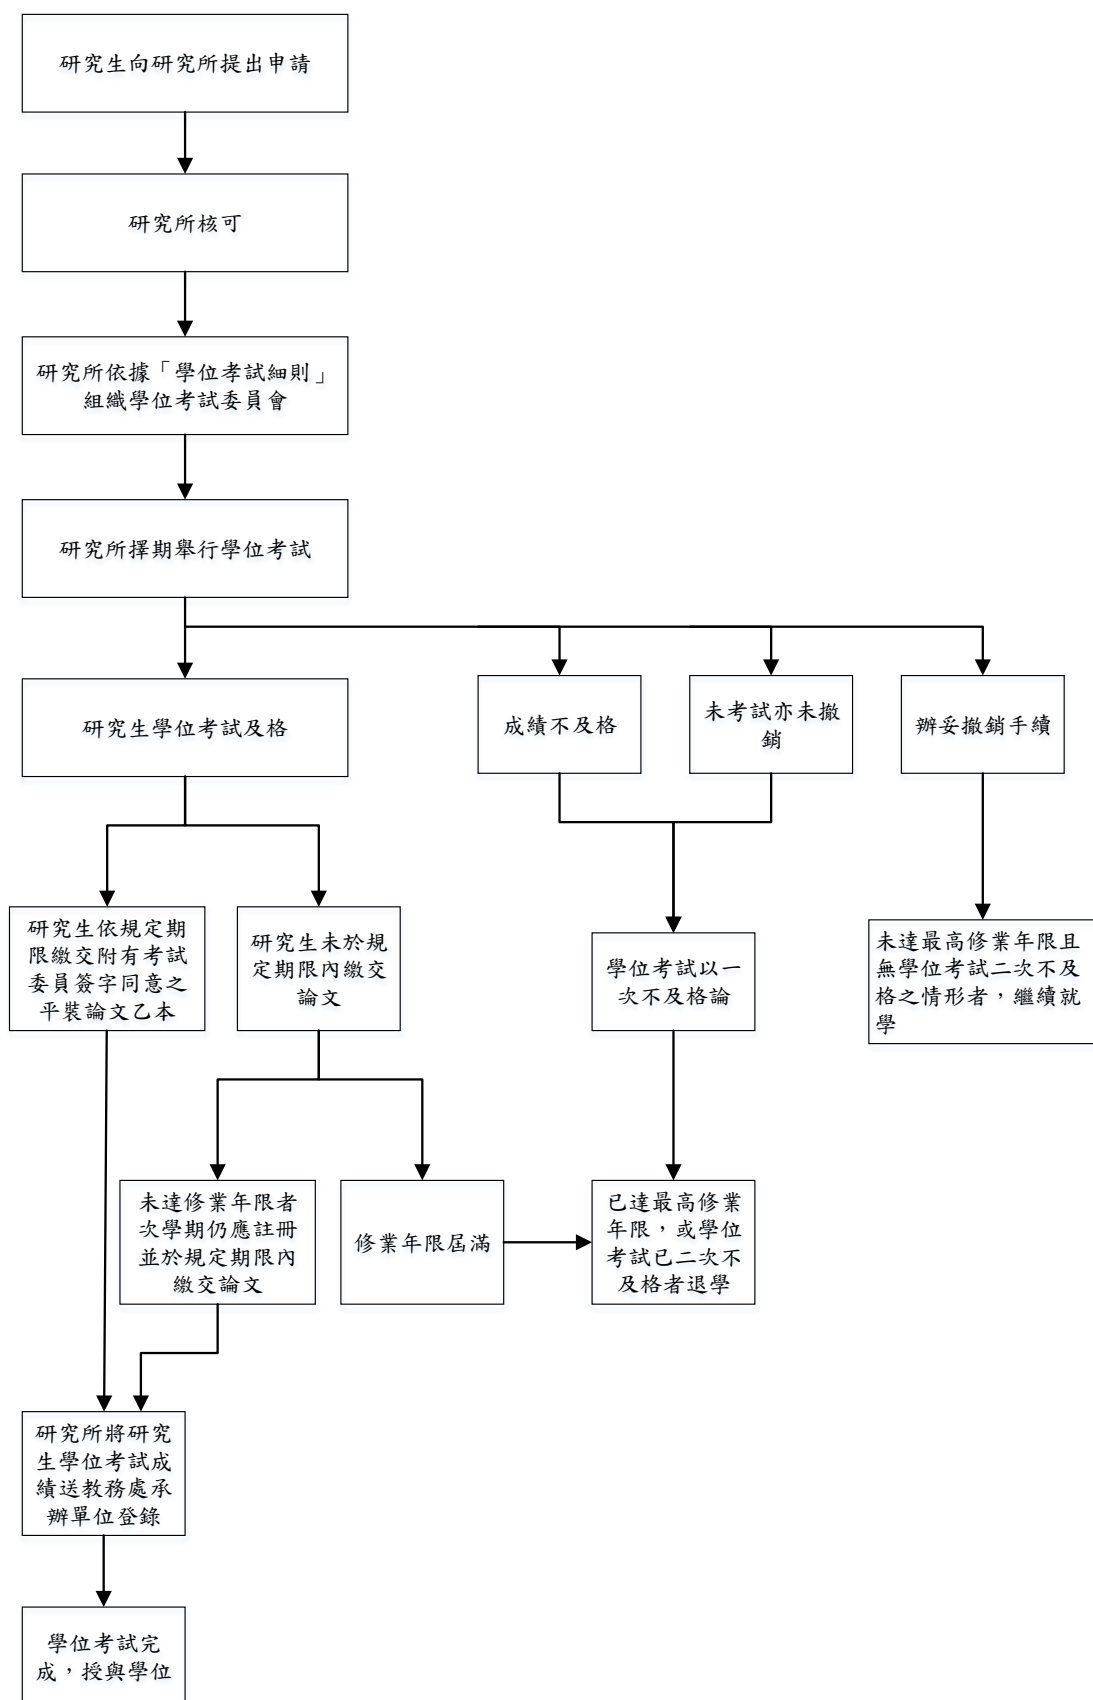 研究生向研究所提出申請
研究所核可
研究所依據「學位孝試細則」
組織學位考試委員會
研究所擇期舉行學位考試
研究生學位考試及格
成績不及格
未考試亦未撤
銷
辦妥撤銷手續
研究生依規定期
限繳交附有考試
委員簽字同意之
平裝論文乙本
研究生未於規
定期限內繳交
論文
學位考試以一
次不及格論
未達最高修業年限且
無學位考試二次不及
格之情形者，繼續就
學
未達修業年限者
次學期仍應註冊
並於規定期限內
繳交論文
修業年限屆滿
已達最高修業
年限，或學位
考試已二次不
及格者退學
研究所將研究
生學位考試成
績送教務處承
辦單位登錄
學位考試完
成，授與學位